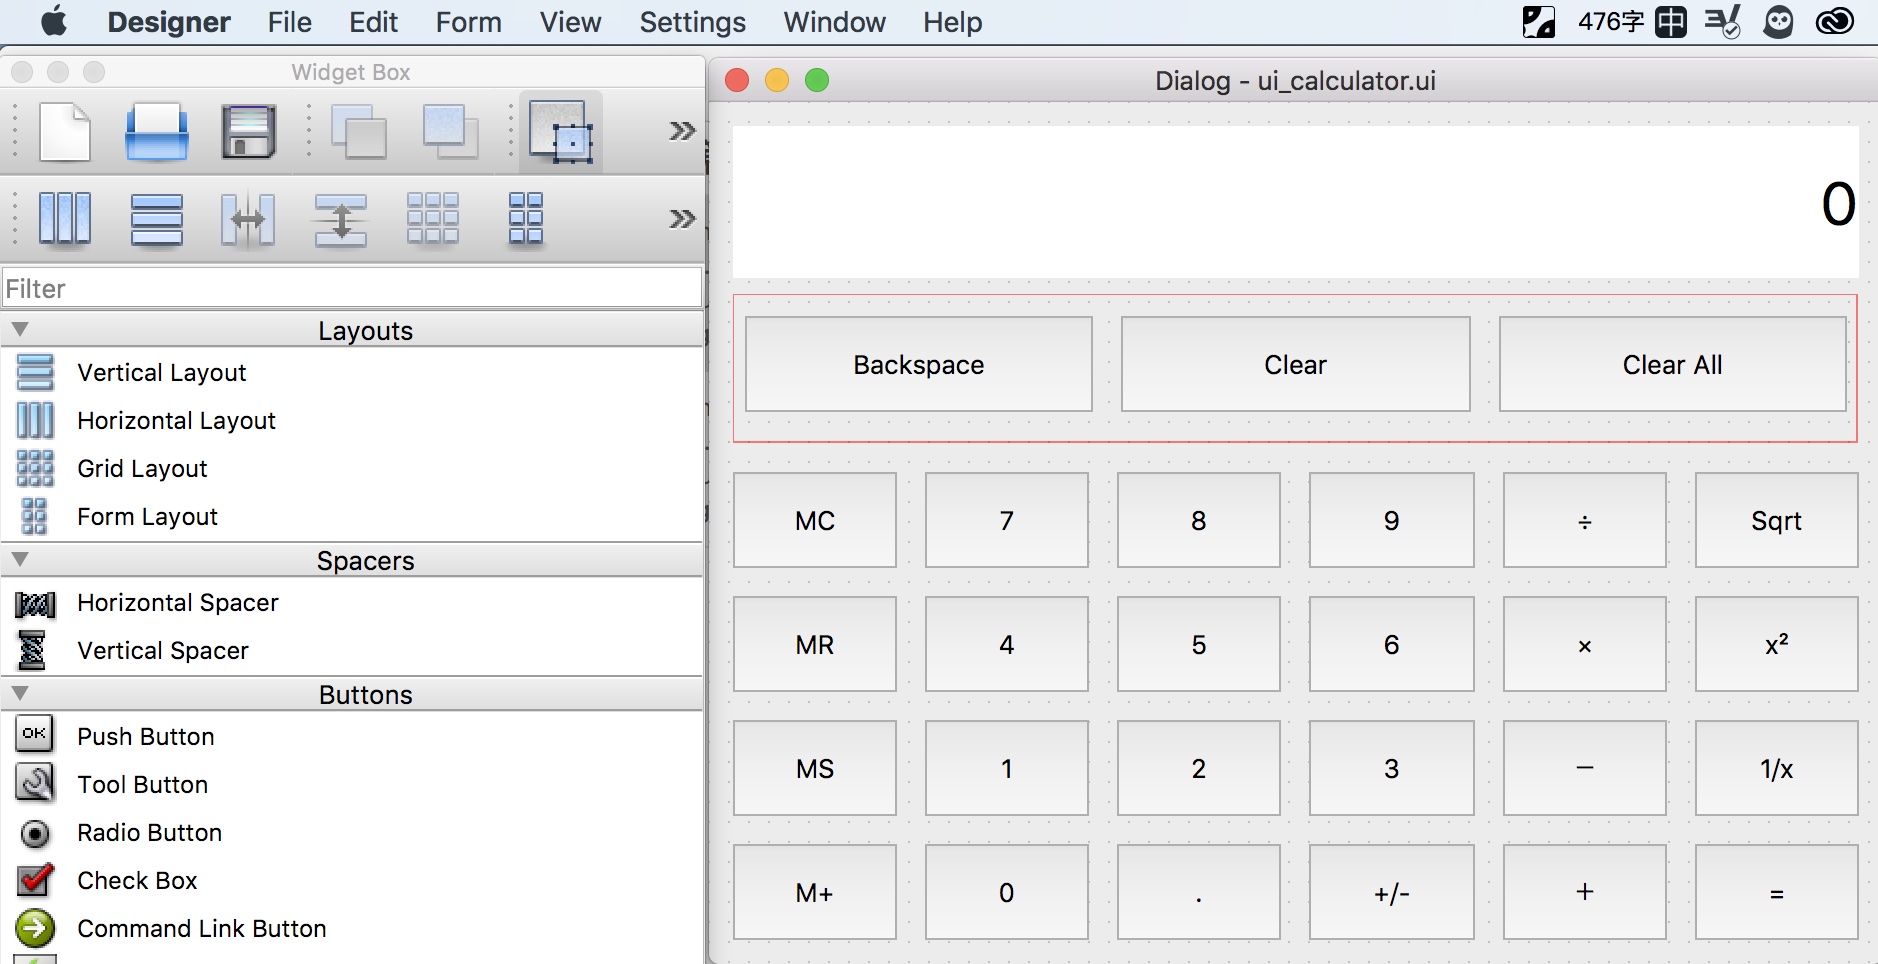 Designer File Edit Form View Settings Window Help 476字 中
Widget Box
Dialog - ui_calculator.ui
Filter
Layouts
Vertical Layout
Horizontal Layout
Grid Layout
Form Layout
Spacers
Horizontal Spacer
Vertical Spacer
Buttons
OK Push Button
Tool Button
Radio Button
Check Box
Command Link Button
0
Backspace Clear Clear All
MC 7 8 9 ÷ Sqrt
MR 4 5 6 × x²
MS 1 2 3 − 1/x
M+ 0 . +/- + =